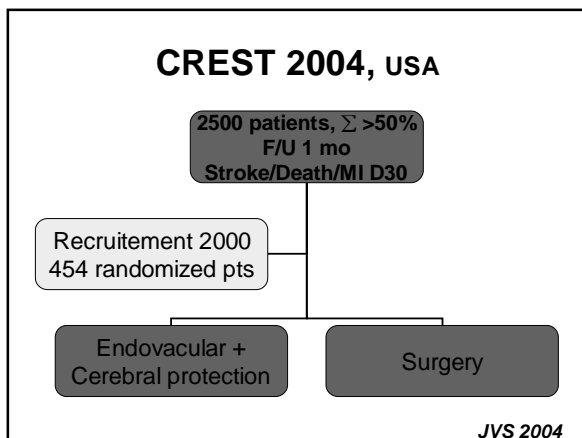 CREST 2004, USA
2500 patients, Σ >50%
F/U 1 mo
Stroke/Death/MI D30
Recruitement 2000
454 randomized pts
Endovacular +
Cerebral protection
Surgery
JVS 2004